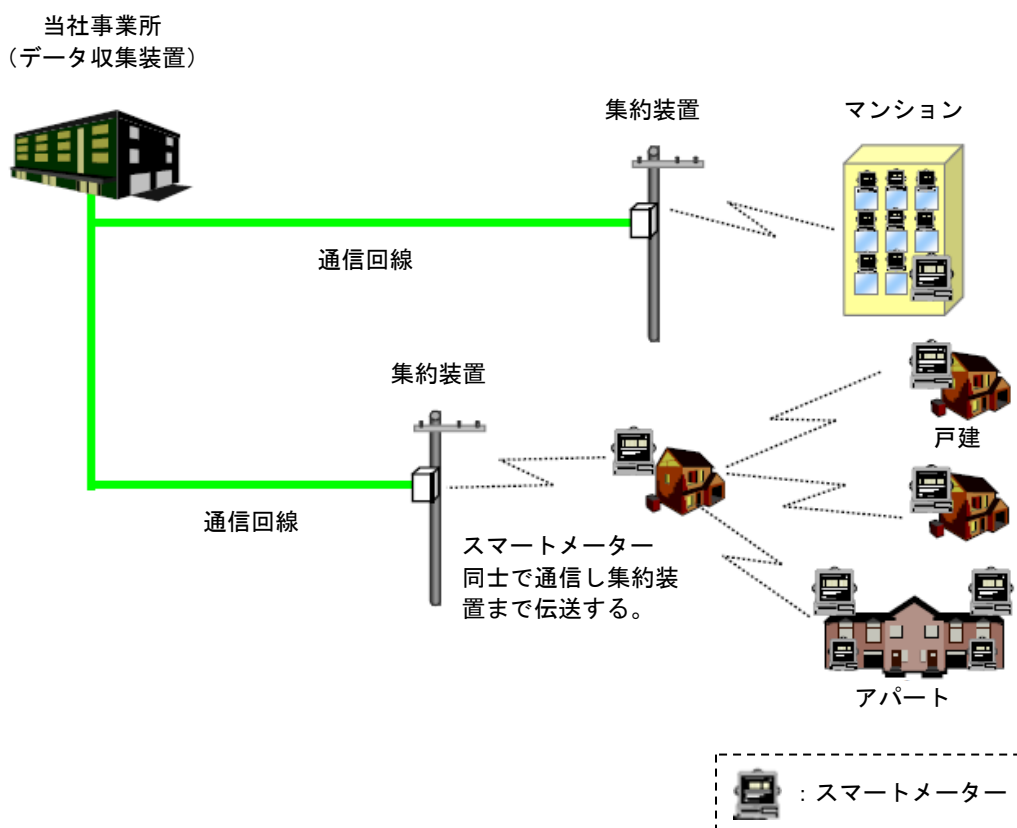 当社事業所
（データ収集装置）
集約装置
マンション
通信回線
集約装置
戸建
通信回線
スマートメーター
同士で通信し集約装
置まで伝送する。
アパート
：スマートメーター